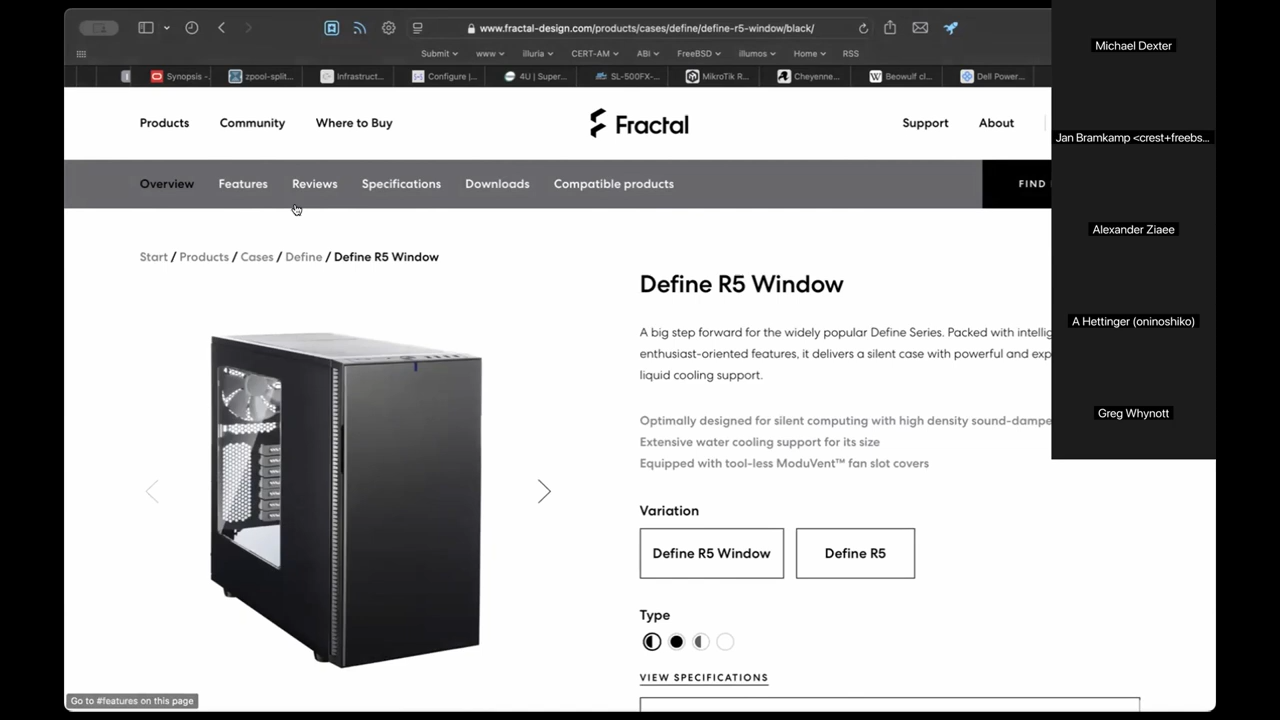 www.fractal-design.com/products/cases/define/define-r5-window/black/
Submit www illuria CERT-AM ABI FreeBSD illumos Home RSS
Synopsis -. zpool-split... Infrastruct... Configure |... 4U | Super... SL-500FX-... MikroTik R... Cheyenne... Beowulf cl... Dell Power...
Products Community Where to Buy Fractal Support About
Overview Features Reviews Specifications Downloads Compatible products FIND
Start / Products / Cases / Define / Define R5 Window
Define R5 Window
A big step forward for the widely popular Define Series. Packed with intellig
enthusiast-oriented features, it delivers a silent case with powerful and exp
liquid cooling support.
Optimally designed for silent computing with high density sound-dampe
Extensive water cooling support for its size
Equipped with tool-less ModuVent™ fan slot covers
Variation
Define R5 Window Define R5
Type
VIEW SPECIFICATIONS
Go to #features on this page
Michael Dexter
Jan Bramkamp <crest+freebs...
Alexander Ziaee
A Hettinger (oninoshiko)
Greg Whynott